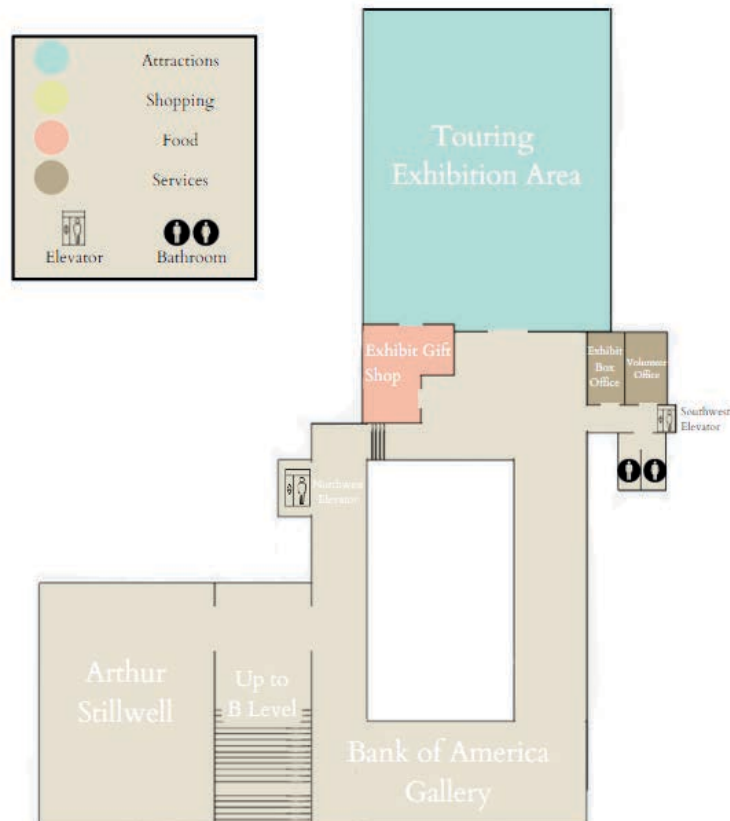 Attractions
Shopping
Food
Services
Elevator
Bathroom
Touring
Exhibition Area
Exhibit Gift
Shop
Exhibit
Box
Office
Volunteer
Office
Southwest
Elevator
Northwest
Elevator
Arthur
Stillwell
Up to
B Level
Bank of America
Gallery